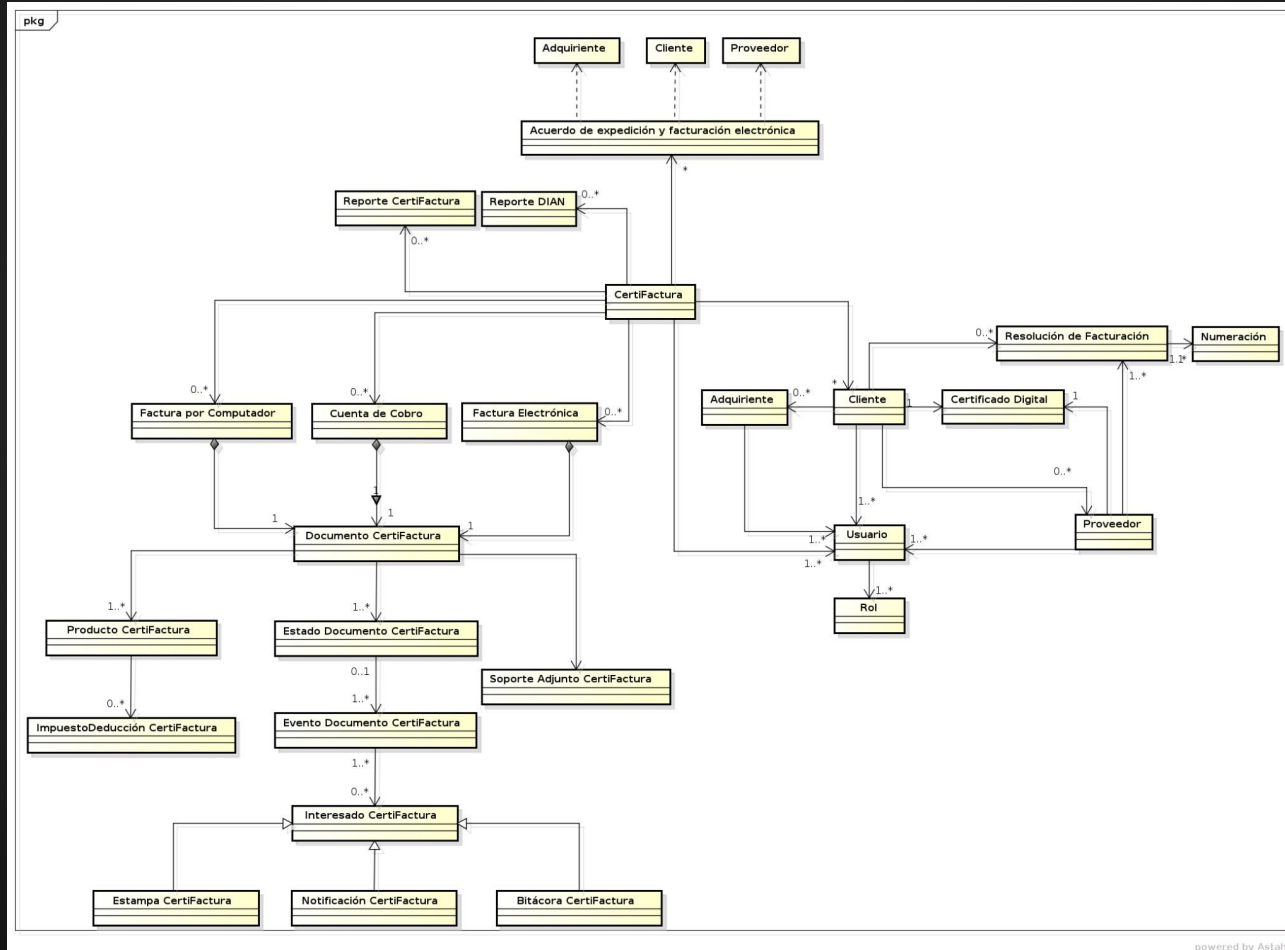 pkg
Adquiriente
Cliente
Proveedor
Acuerdo de expedición y facturación electrónica
*
Reporte CertiFactura
Reporte DIAN
0..*
0..*
CertiFactura
Resolución de Facturación
Numeración
0..*
1..*
0..*
0..*
0..*
*
Factura por Computador
Cuenta de Cobro
Factura Electrónica
Adquiriente
0..*
Cliente
1
Certificado Digital
1
0..*
1..*
1
1
1
1
Documento CertiFactura
Usuario
1..*
1..*
1..*
Proveedor
1..*
Rol
1..*
1..*
Producto CertiFactura
Estado Documento CertiFactura
0..1
Soporte Adjunto CertiFactura
0..*
1..*
ImpuestoDeducción CertiFactura
Evento Documento CertiFactura
1..*
0..*
Interesado CertiFactura
Estampa CertiFactura
Notificación CertiFactura
Bitácora CertiFactura
powered by Astah